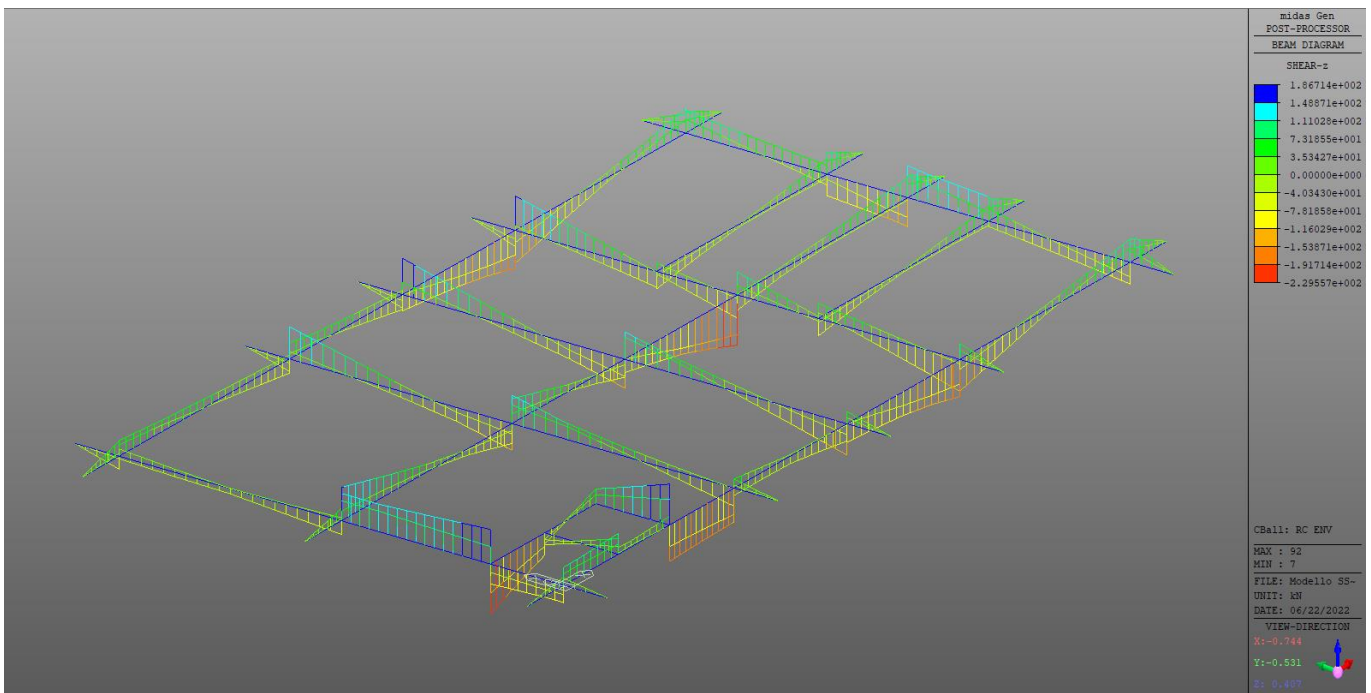 midas Gen
POST-PROCESSOR
BEAM DIAGRAM
SHEAR-z
1.86714e+002
1.48871e+002
1.11028e+002
7.31855e+001
3.53427e+001
0.00000e+000
-4.03430e+001
-7.81858e+001
-1.16029e+002
-1.53871e+002
-1.91714e+002
-2.29557e+002
CBall: RC ENV
MAX : 92
MIN : 7
FILE: Modello SS~
UNIT: kN
DATE: 06/22/2022
VIEW-DIRECTION
X:-0.744
Y:-0.531
Z: 0.407